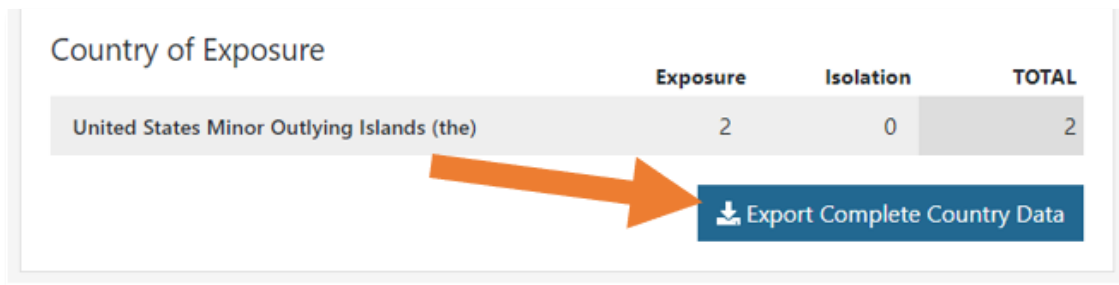 Country of Exposure
Exposure Isolation TOTAL
United States Minor Outlying Islands (the) 2 0 2
Export Complete Country Data